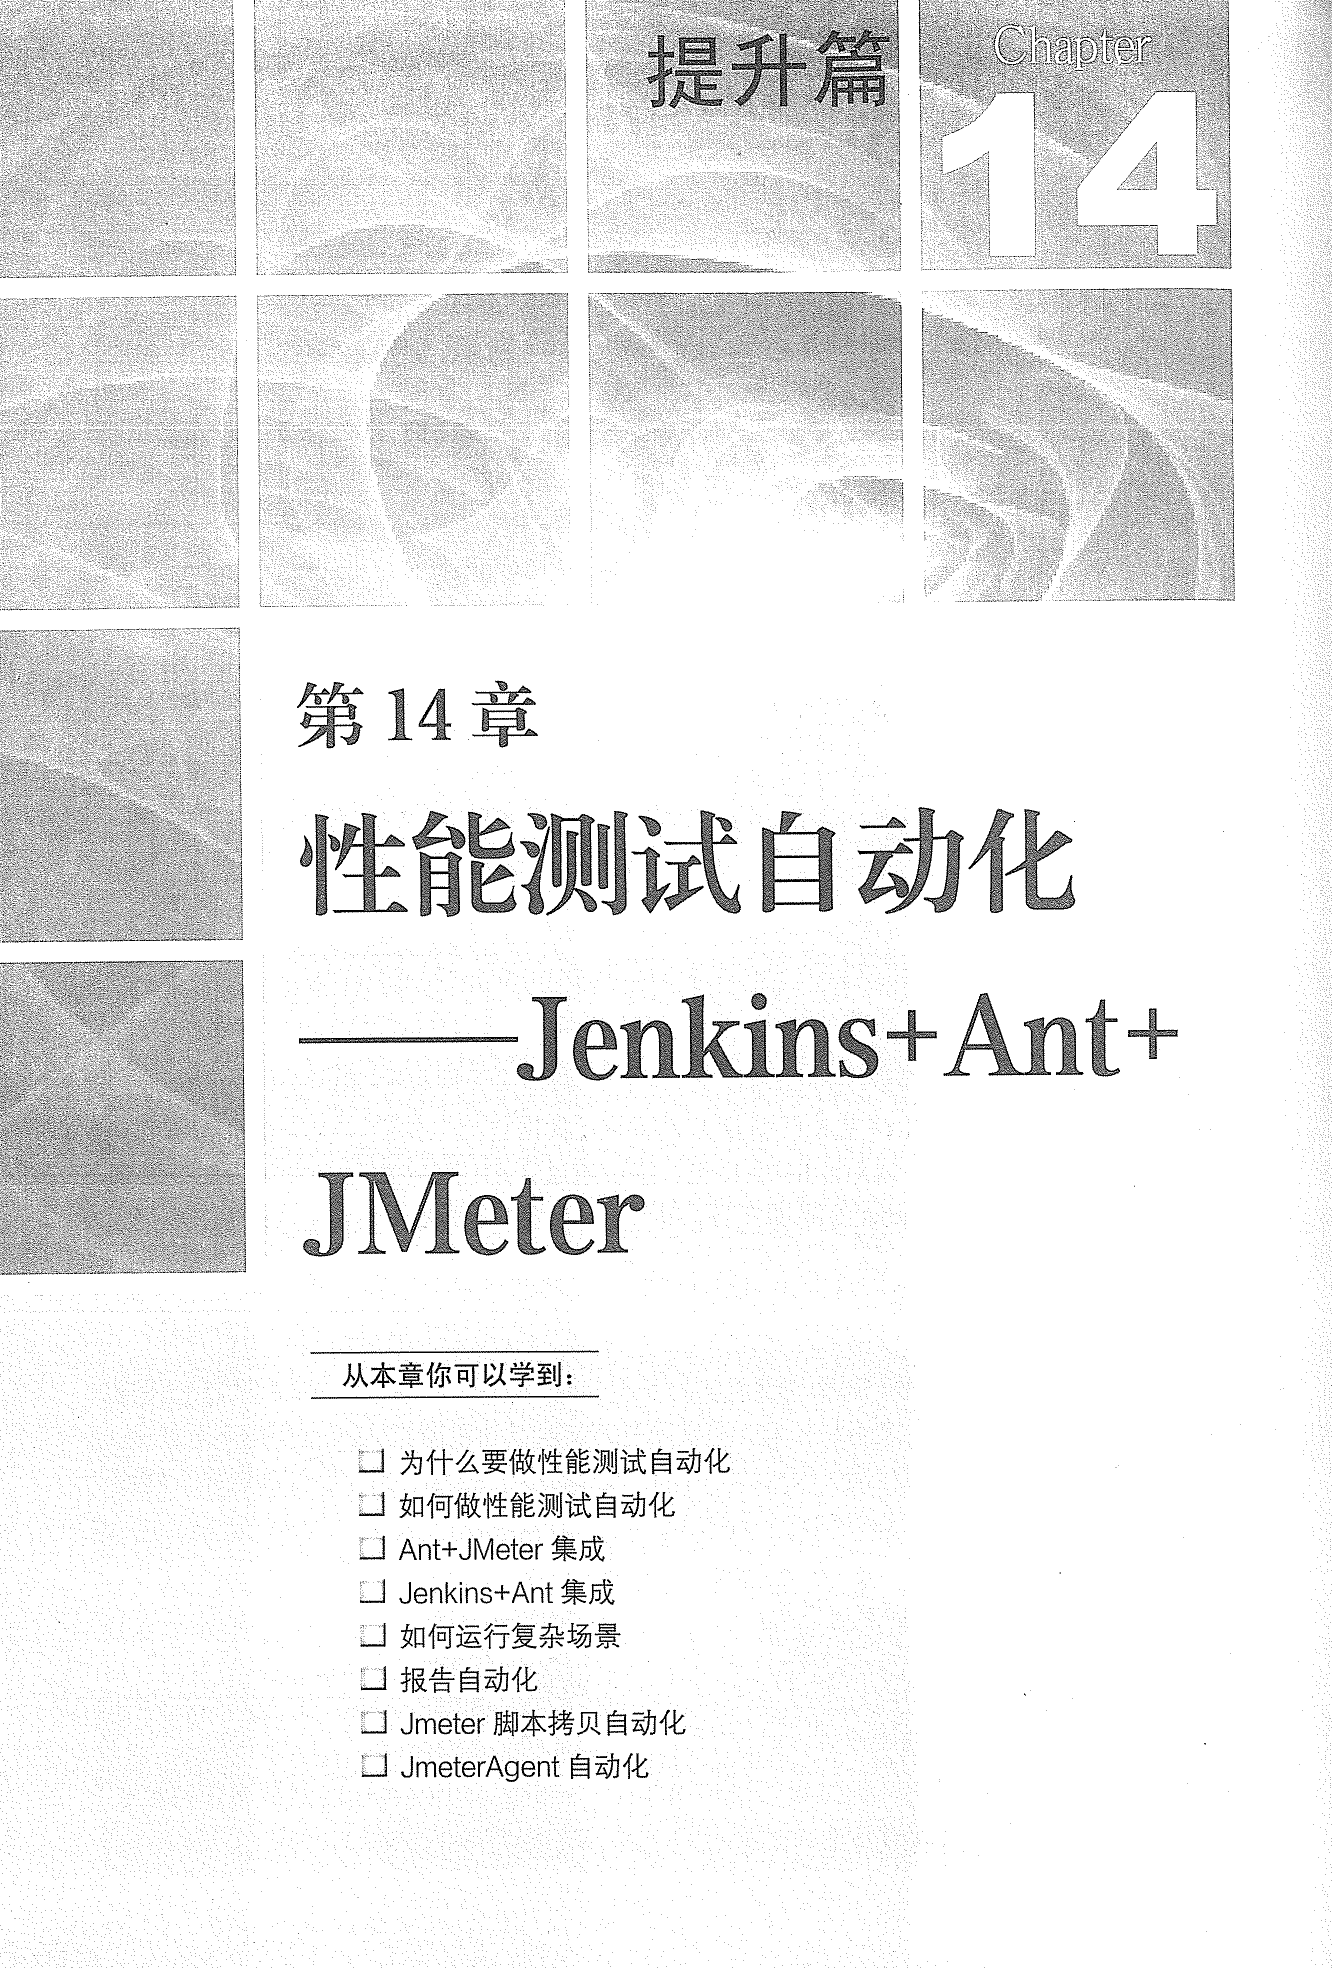 提升篇
Chapter
14
第 14 章
性能测试自动化
——Jenkins+Ant+
JMeter
从本章你可以学到：
❑ 为什么要做性能测试自动化
❑ 如何做性能测试自动化
❑ Ant+JMeter 集成
❑ Jenkins+Ant 集成
❑ 如何运行复杂场景
❑ 报告自动化
❑ Jmeter 脚本拷贝自动化
❑ JmeterAgent 自动化